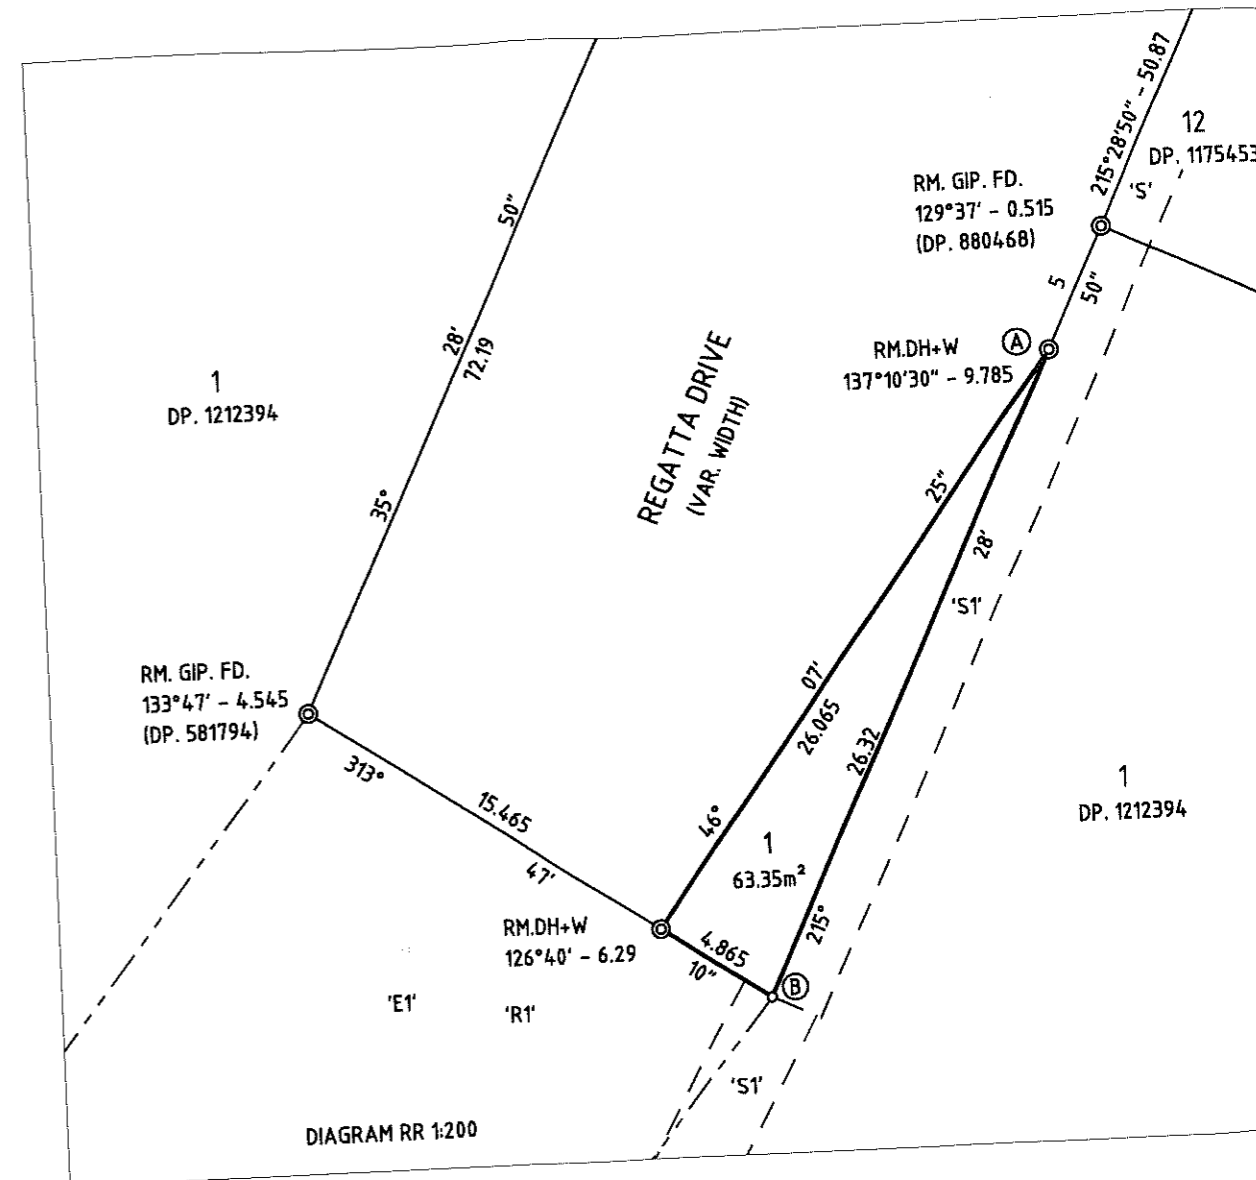 215°28'50" - 50.87
12
DP. 1175453
'S'
RM. GIP. FD.
129°37' - 0.515
(DP. 880468)
50"
5
50"
28'
72.19
RM.DH+W
137°10'30" - 9.785
A
REGATTA DRIVE
(VAR. WIDTH)
1
DP. 1212394
35°
25"
28'
'S1'
RM. GIP. FD.
133°47' - 4.545
(DP. 581794)
07'
26.065
26.32
313°
15.465
47'
46°
1
63.35m²
1
DP. 1212394
RM.DH+W
126°40' - 6.29
4.865
10"
215°
B
'E1'
'R1'
'S1'
DIAGRAM RR 1:200